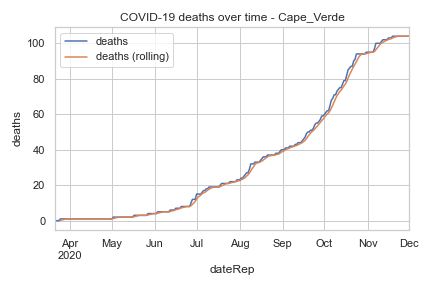 COVID-19 deaths over time - Cape_Verde
deaths
deaths (rolling)
100
80
60
40
20
0
deaths
Apr May Jun Jul Aug Sep Oct Nov Dec
2020
dateRep